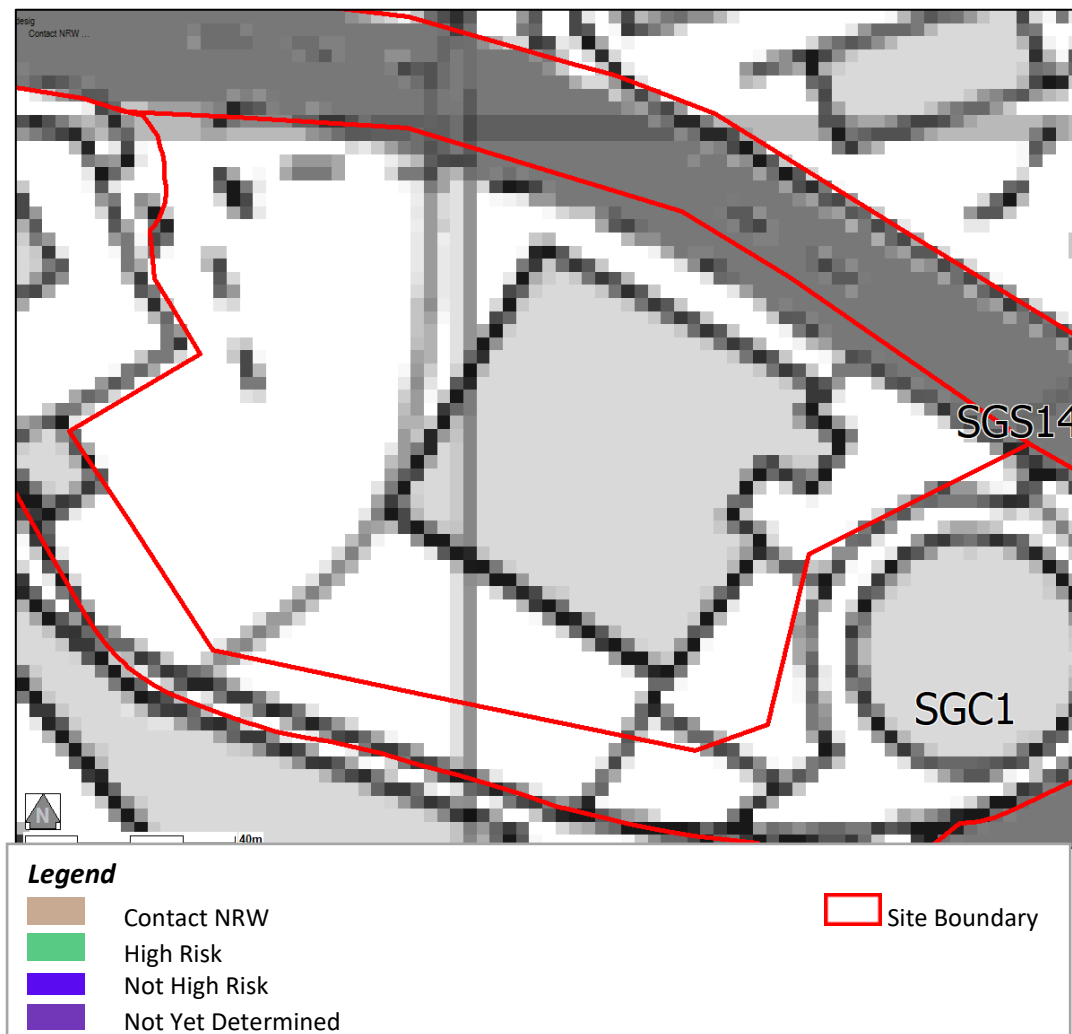 desig
Contact NRW ...
SGS14
SGC1
N
40m
Legend
Contact NRW
High Risk
Not High Risk
Not Yet Determined
Site Boundary